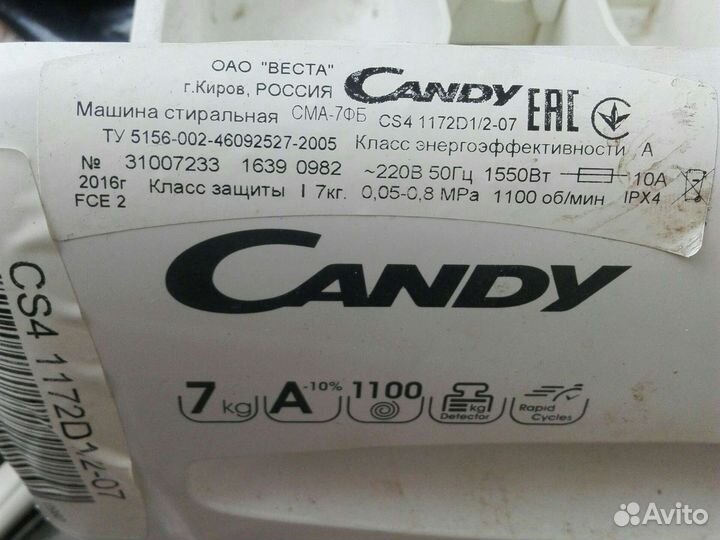 ОАО "ВЕСТА"
г.Киров, РОССИЯ
CANDY
EAC
Машина стиральная СМА-7ФБ CS4 1172D1/2-07
ТУ 5156-002-46092527-2005 Класс энергоэффективности А
№ 31007233 1639 0982 ~220В 50Гц 1550Вт 10А
2016г Класс защиты I 7кг. 0,05-0,8 МРа 1100 об/мин IPX4
FCE 2
CANDY
7 kg A -10% 1100 kg Detector Rapid Cycles
CS4 1172D1/2-07
Avito